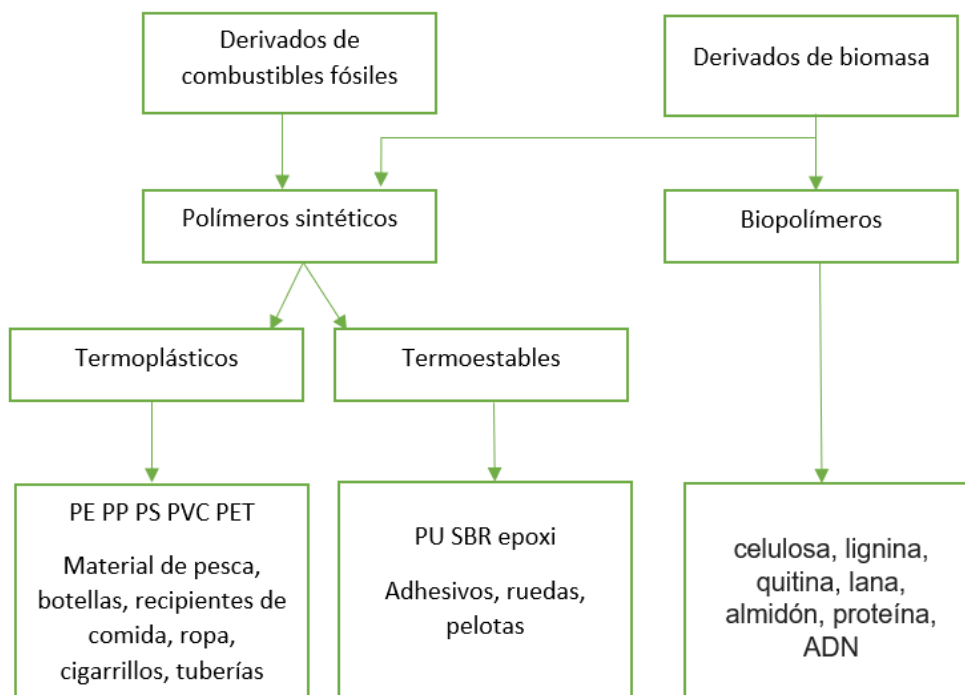 Derivados de
combustibles fósiles
Derivados de biomasa
Polímeros sintéticos
Biopolímeros
Termoplásticos
Termoestables
PE PP PS PVC PET
Material de pesca,
botellas, recipientes de
comida, ropa,
cigarrillos, tuberías
PU SBR epoxi
Adhesivos, ruedas,
pelotas
celulosa, lignina,
quitina, lana,
almidón, proteína,
ADN